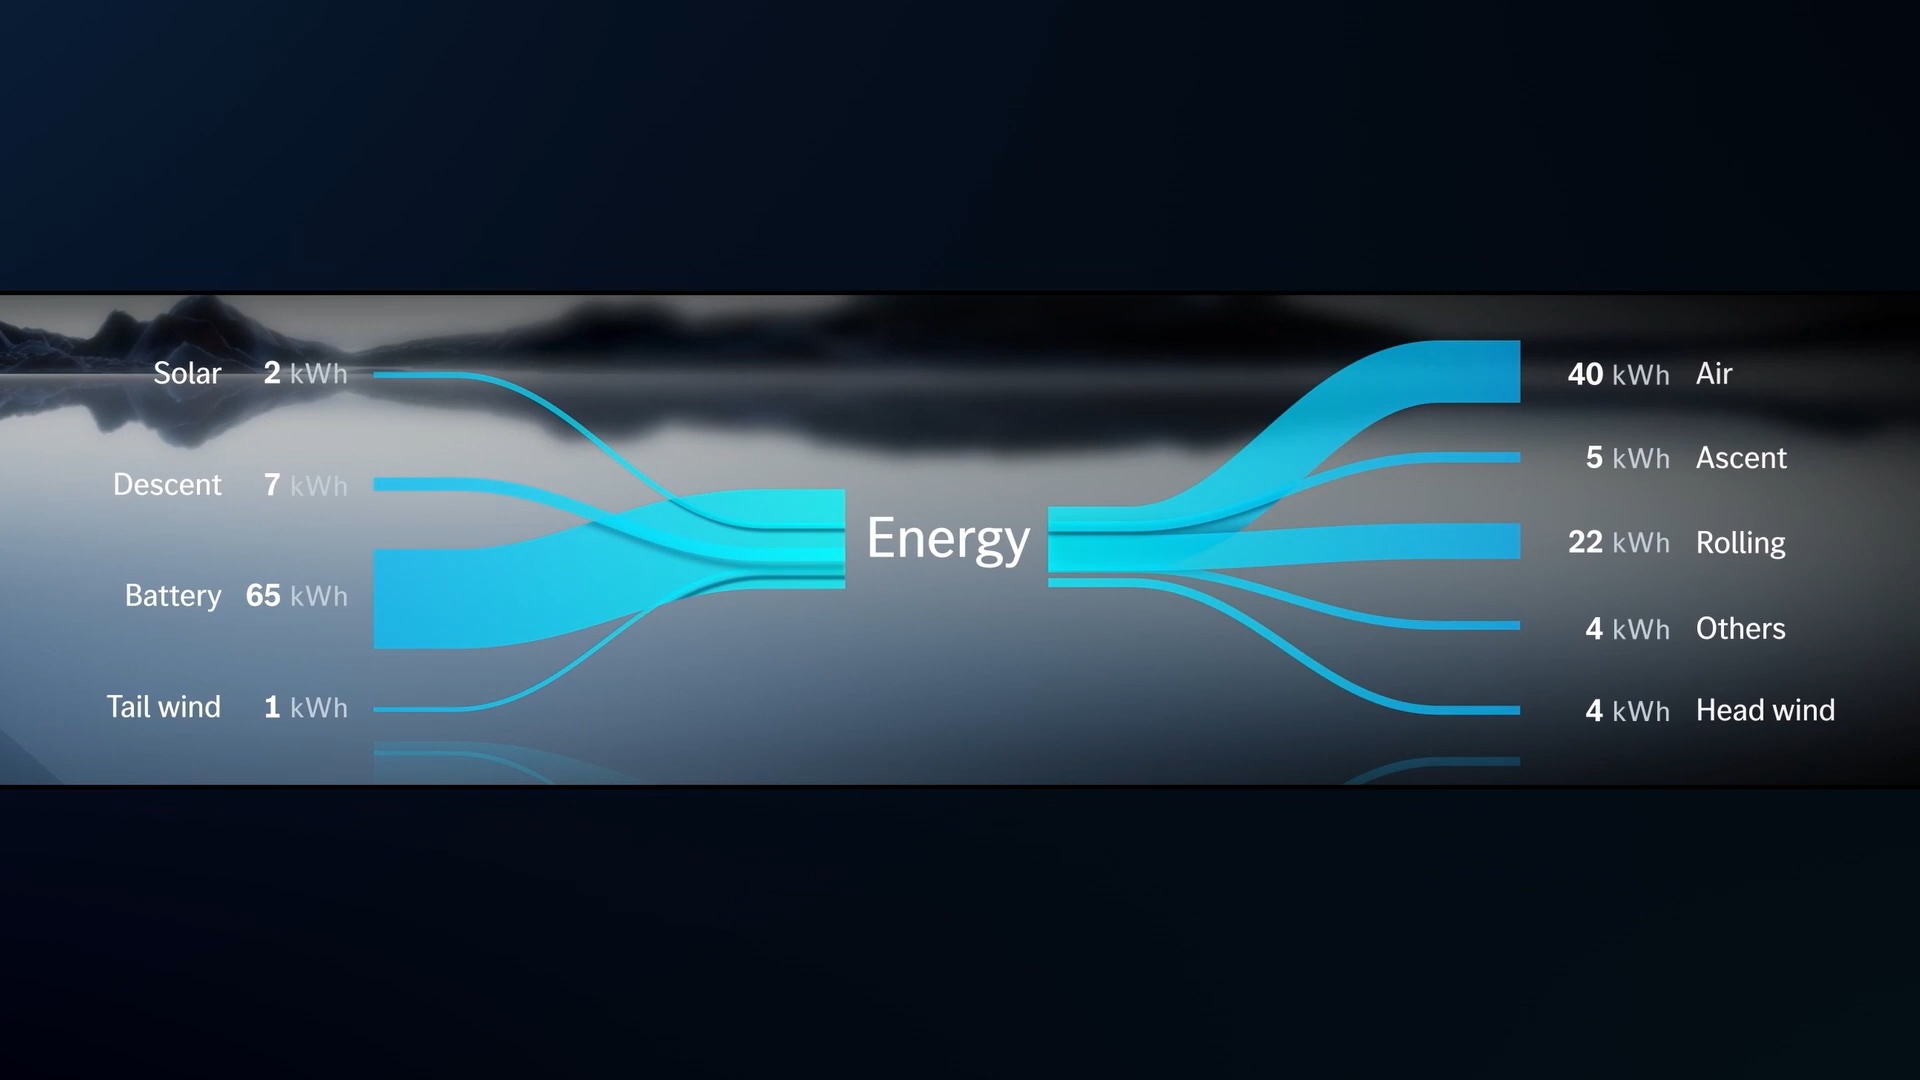 Solar 2 kWh
Descent 7 kWh
Battery 65 kWh
Tail wind 1 kWh
Energy
40 kWh Air
5 kWh Ascent
22 kWh Rolling
4 kWh Others
4 kWh Head wind